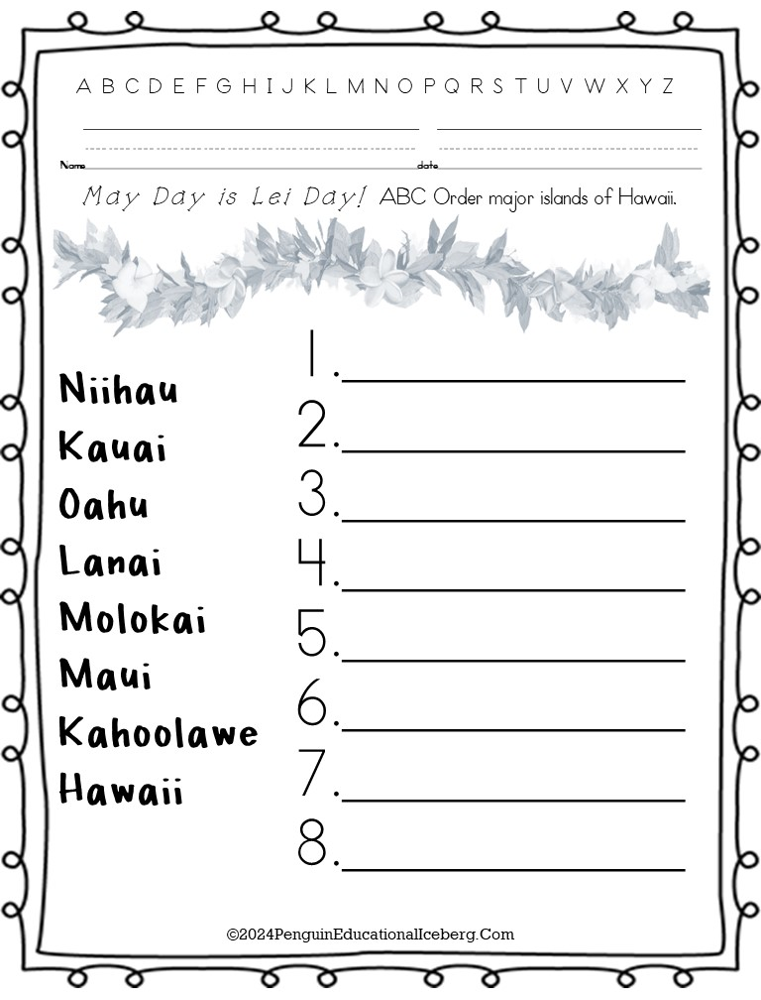 A B C D E F G H I J K L M N O P Q R S T U V W X Y Z
Name date
May Day is Lei Day! ABC Order major islands of Hawaii.
1.
Niihau
2.
Kauai
3.
Oahu
4.
Lanai
5.
Molokai
6.
Maui
Kahoolawe
7.
Hawaii
8.
©2024PenguinEducationalIceberg.Com